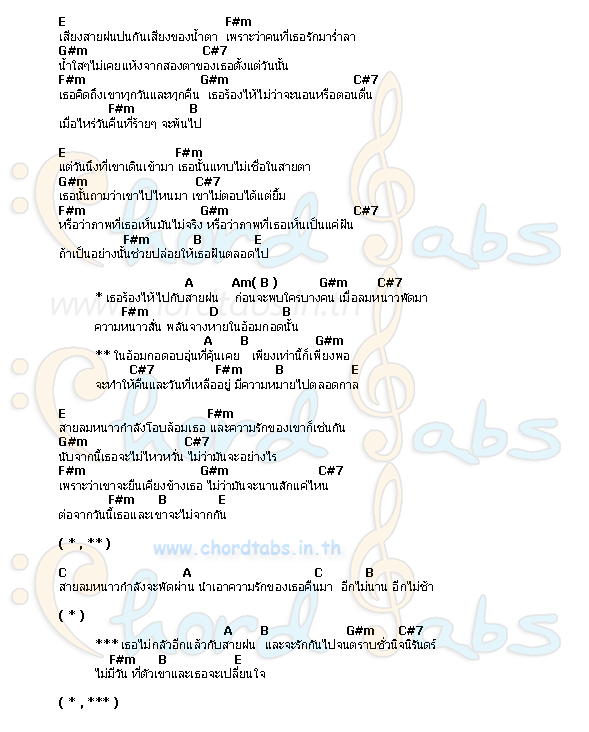 E F#m
เสียงสายฝนปนกันเสียงของน้ำตา เพราะว่าคนที่เธอรักมาร่ำลา
G#m C#7
น้ำใสๆไม่เคยแห้งจากสองตาของเธอตั้งแต่วันนั้น
F#m G#m C#7
เธอคิดถึงเขาทุกวันและทุกคืน เธอร้องไห้ไม่ว่าจะนอนหรือตอนตื่น
F#m B
เมื่อไหร่วันคืนที่ร้ายๆ จะพ้นไป
E F#m
แต่วันนึงที่เขาเดินเข้ามา เธอนั้นแทบไม่เชื่อในสายตา
G#m C#7
เธอนั้นถามว่าเขาไปไหนมา เขาไม่ตอบได้แต่ยิ้ม
F#m G#m C#7
หรือว่าภาพที่เธอเห็นมันไม่จริง หรือว่าภาพที่เธอเห็นเป็นแค่ฝัน
F#m B E
ถ้าเป็นอย่างนั้นช่วยปล่อยให้เธอฝันตลอดไป
A Am( B ) G#m C#7
* เธอร้องไห้ไปกับสายฝน ก่อนจะพบใครบางคน เมื่อลมหนาวพัดมา
F#m D B
ความหนาวสั่น พลันจางหายในอ้อมกอดนั้น
A B G#m
** ในอ้อมกอดอบอุ่นที่คุ้นเคย เพียงเท่านี้ก็เพียงพอ
C#7 F#m B E
จะทำให้คืนและวันที่เหลืออยู่ มีความหมายไปตลอดกาล
E F#m
สายลมหนาวกำลังโอบล้อมเธอ และความรักของเขาก็เช่นกัน
G#m C#7
นับจากนี้เธอจะไม่ไหวหวั่น ไม่ว่ามันจะอย่างไร
F#m G#m C#7
เพราะว่าเขาจะยืนเคียงข้างเธอ ไม่ว่ามันจะนานสักแค่ไหน
F#m B E
ต่อจากวันนี้เธอและเขาจะไม่จากกัน
( * , ** )
www.chordtabs.in.th
C A C B
สายลมหนาวกำลังจะพัดผ่าน นำเอาความรักของเธอคืนมา อีกไม่นาน อีกไม่ช้า
( * )
A B G#m C#7
*** เธอไม่กลัวอีกแล้วกับสายฝน และจะรักกันไปจนตราบชั่วนิจนิรันดร์
F#m B E
ไม่มีวัน ที่ตัวเขาและเธอจะเปลี่ยนใจ
( * , *** )